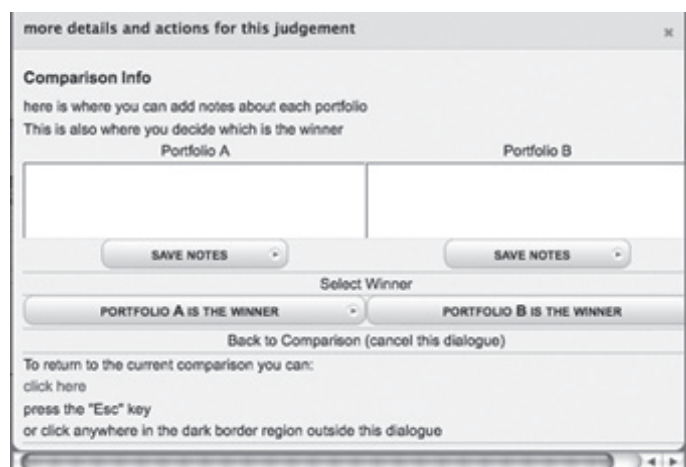 more details and actions for this judgement
Comparison Info
here is where you can add notes about each portfolio
This is also where you decide which is the winner
Portfolio A Portfolio B
SAVE NOTES SAVE NOTES
Select Winner
PORTFOLIO A IS THE WINNER PORTFOLIO B IS THE WINNER
Back to Comparison (cancel this dialogue)
To return to the current comparison you can:
click here
press the "Esc" key
or click anywhere in the dark border region outside this dialogue